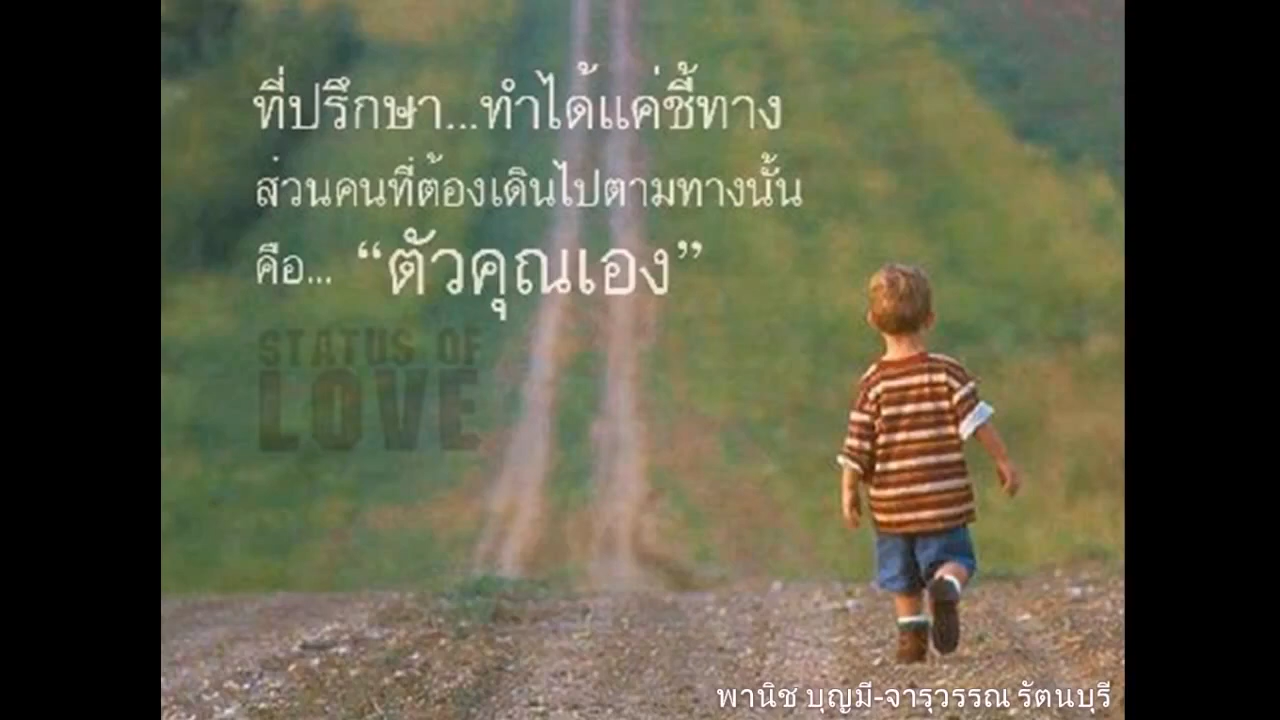 ที่ปรึกษา...ทำได้แค่ชี้ทาง
ส่วนคนที่ต้องเดินไปตามทางนั้น
คือ... “ตัวคุณเอง”
STATUS OF
LOVE
พานิช บุญมี-จารุวรรณ รัตนบุรี